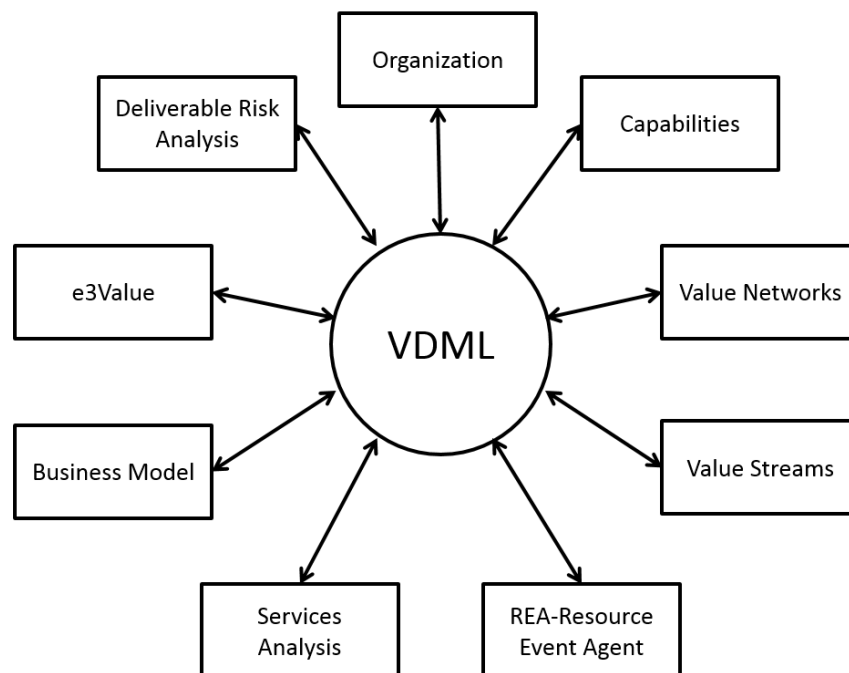 Organization
Deliverable Risk
Analysis
Capabilities
e3Value
Value Networks
VDML
Business Model
Value Streams
Services
Analysis
REA-Resource
Event Agent